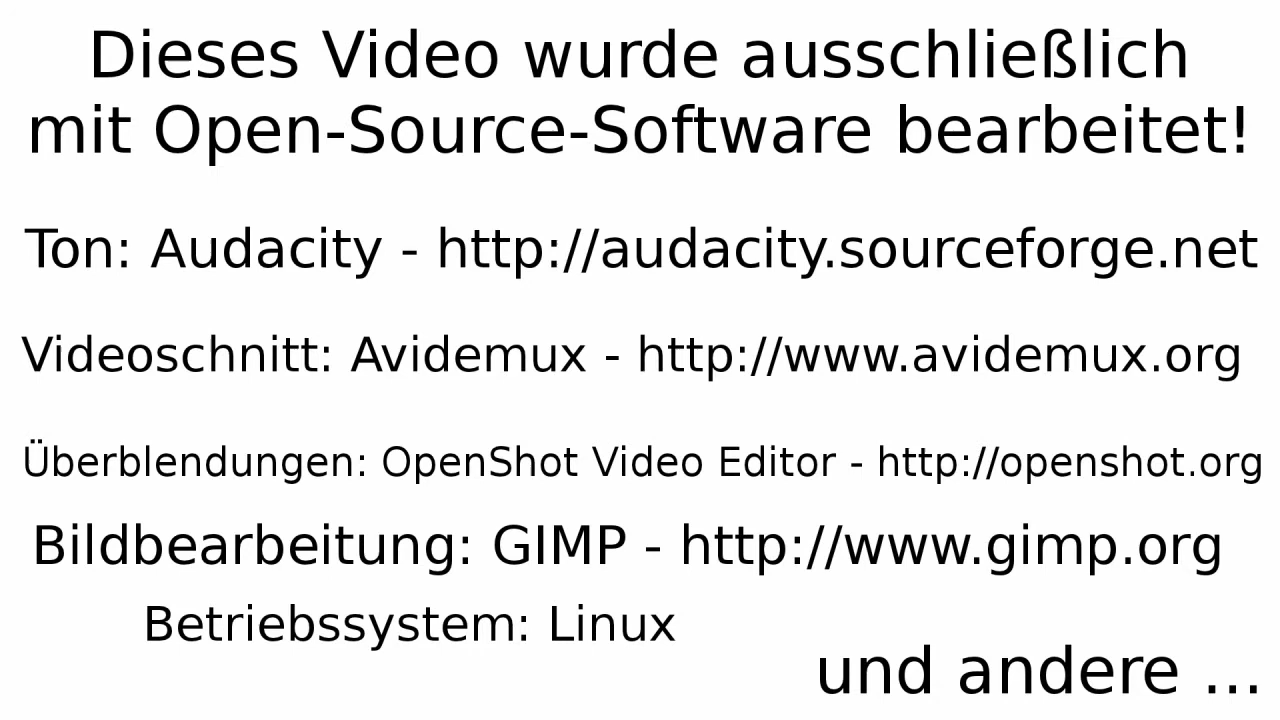 Dieses Video wurde ausschließlich
mit Open-Source-Software bearbeitet!
Ton: Audacity - http://audacity.sourceforge.net
Videoschnitt: Avidemux - http://www.avidemux.org
Überblendungen: OpenShot Video Editor - http://openshot.org
Bildbearbeitung: GIMP - http://www.gimp.org
Betriebssystem: Linux
und andere ...